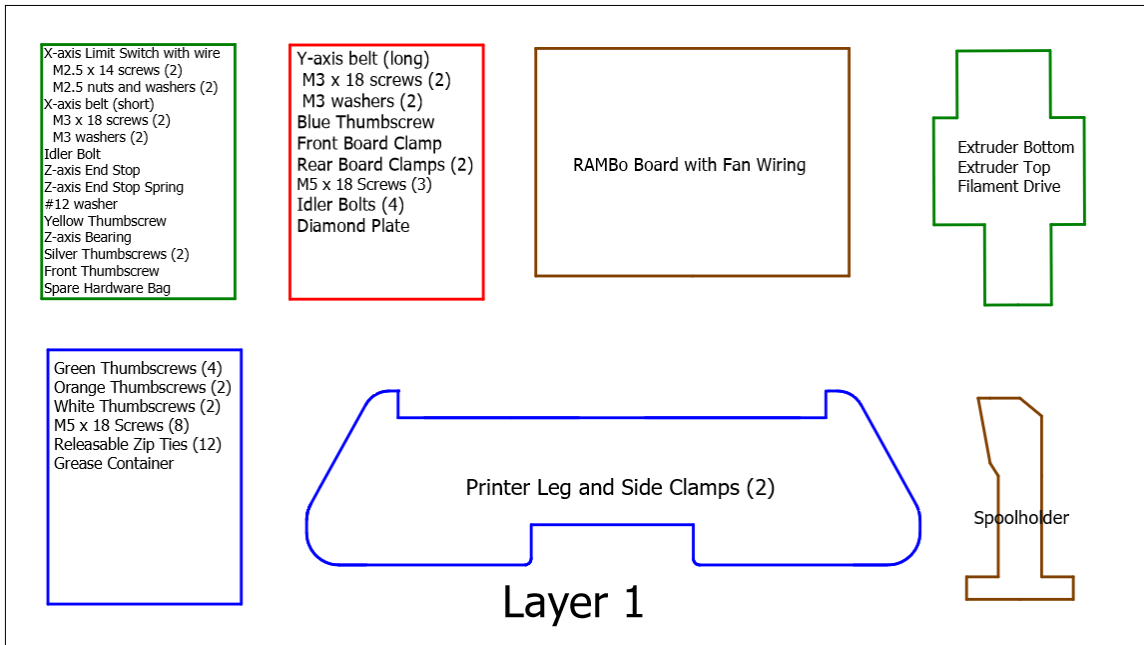 X-axis Limit Switch with wire
M2.5 x 14 screws (2)
M2.5 nuts and washers (2)
X-axis belt (short)
M3 x 18 screws (2)
M3 washers (2)
Idler Bolt
Z-axis End Stop
Z-axis End Stop Spring
#12 washer
Yellow Thumbscrew
Z-axis Bearing
Silver Thumbscrews (2)
Front Thumbscrew
Spare Hardware Bag
Y-axis belt (long)
M3 x 18 screws (2)
M3 washers (2)
Blue Thumbscrew
Front Board Clamp
Rear Board Clamps (2)
M5 x 18 Screws (3)
Idler Bolts (4)
Diamond Plate
RAMBo Board with Fan Wiring
Extruder Bottom
Extruder Top
Filament Drive
Green Thumbscrews (4)
Orange Thumbscrews (2)
White Thumbscrews (2)
M5 x 18 Screws (8)
Releasable Zip Ties (12)
Grease Container
Printer Leg and Side Clamps (2)
Spoolholder
Layer 1